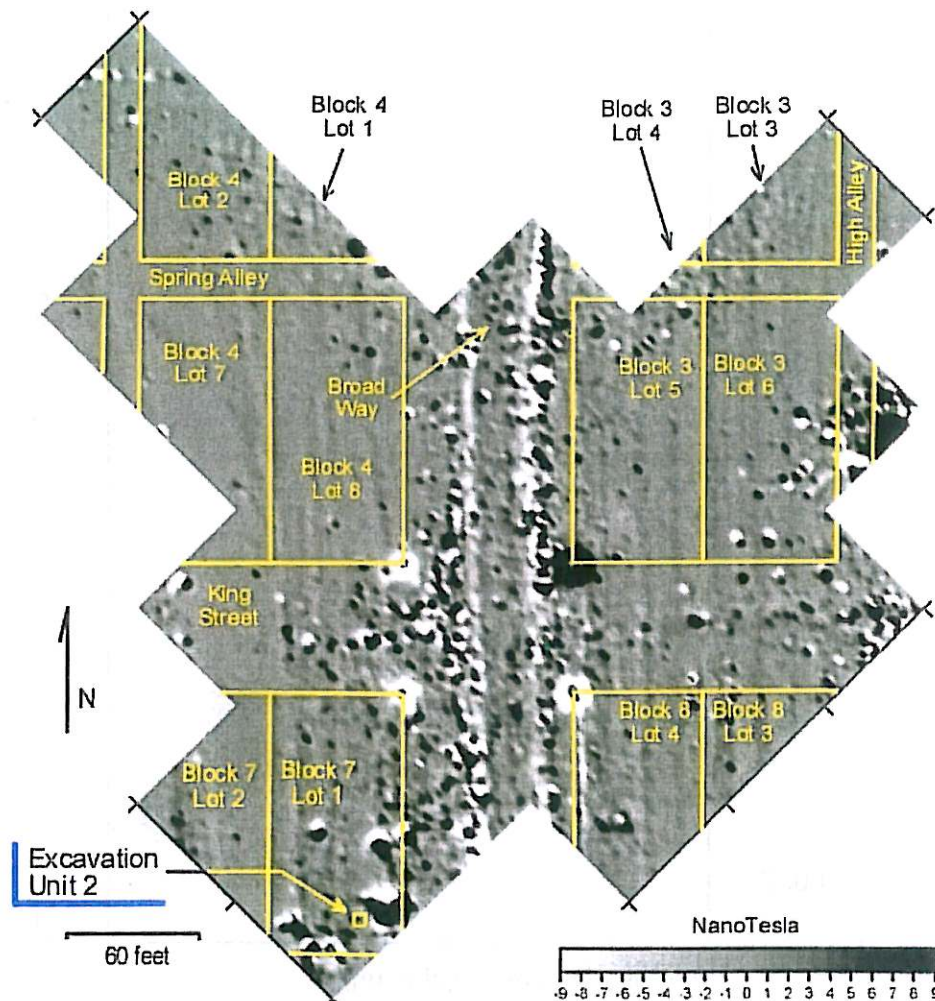 Block 4
Lot 1
Block 3
Lot 4
Block 3
Lot 3
Block 4
Lot 2
High Alley
Spring Alley
Block 4
Lot 7
Broad
Way
Block 3
Lot 5
Block 3
Lot 6
Block 4
Lot 8
King
Street
N
Block 8
Lot 4
Block 8
Lot 3
Block 7
Lot 2
Block 7
Lot 1
Excavation
Unit 2
60 feet
NanoTesla
-9 -8 -7 -6 -5 -4 -3 -2 -1 0 1 2 3 4 5 6 7 8 9